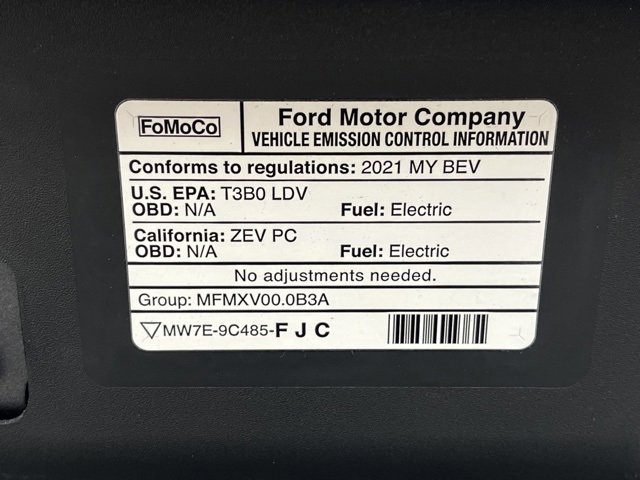 FoMoCo
Ford Motor Company
VEHICLE EMISSION CONTROL INFORMATION
Conforms to regulations: 2021 MY BEV
U.S. EPA: T3B0 LDV
OBD: N/A Fuel: Electric
California: ZEV PC
OBD: N/A Fuel: Electric
No adjustments needed.
Group: MFMXV00.0B3A
MW7E-9C485-F J C